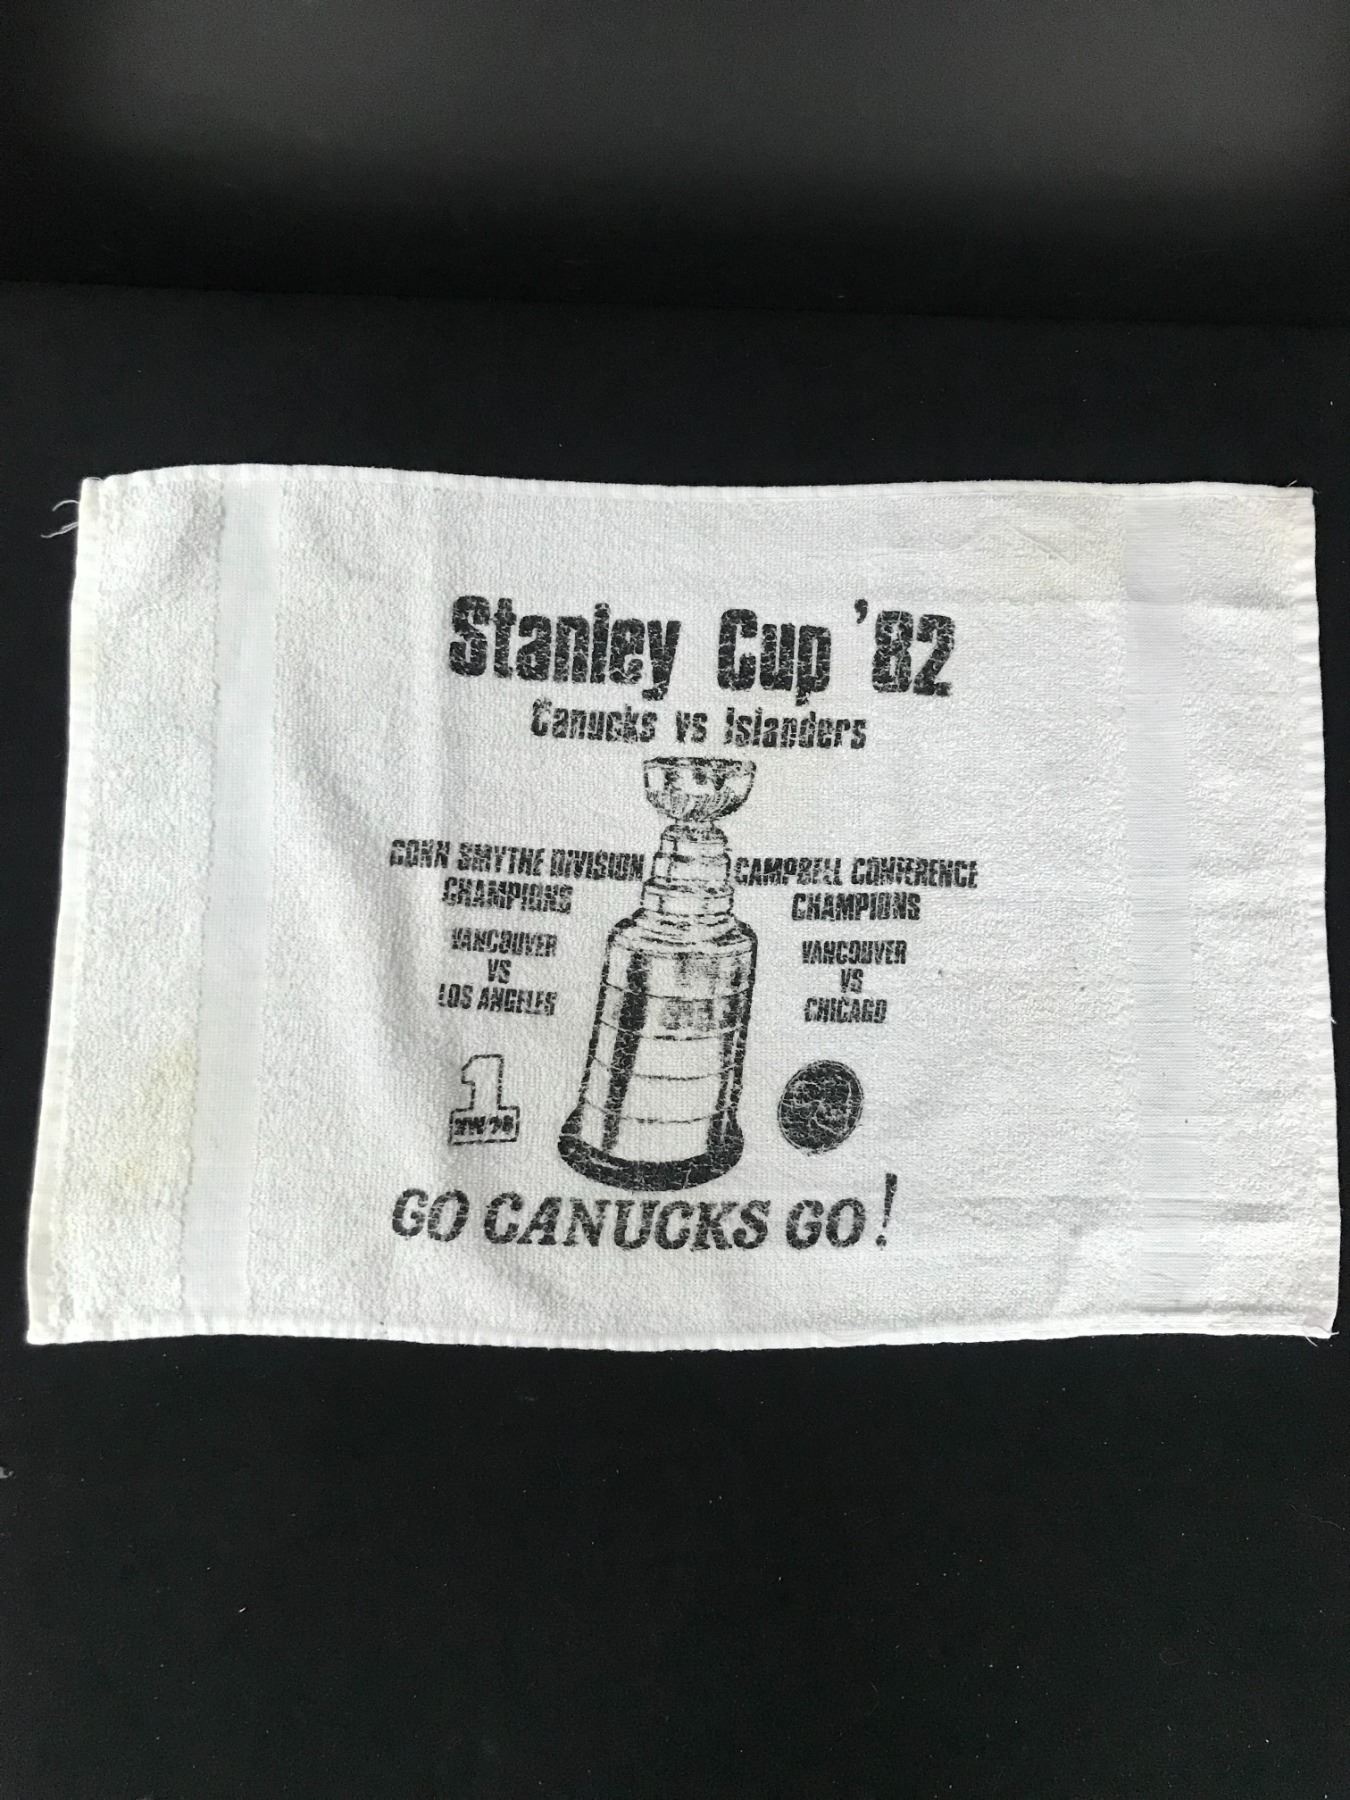 Stanley Cup '82
Canucks vs Islanders
CONN SMYTHE DIVISION
CHAMPIONS
VANCOUVER
VS
LOS ANGELES
CAMPBELL CONFERENCE
CHAMPIONS
VANCOUVER
VS
CHICAGO
1
GO CANUCKS GO!